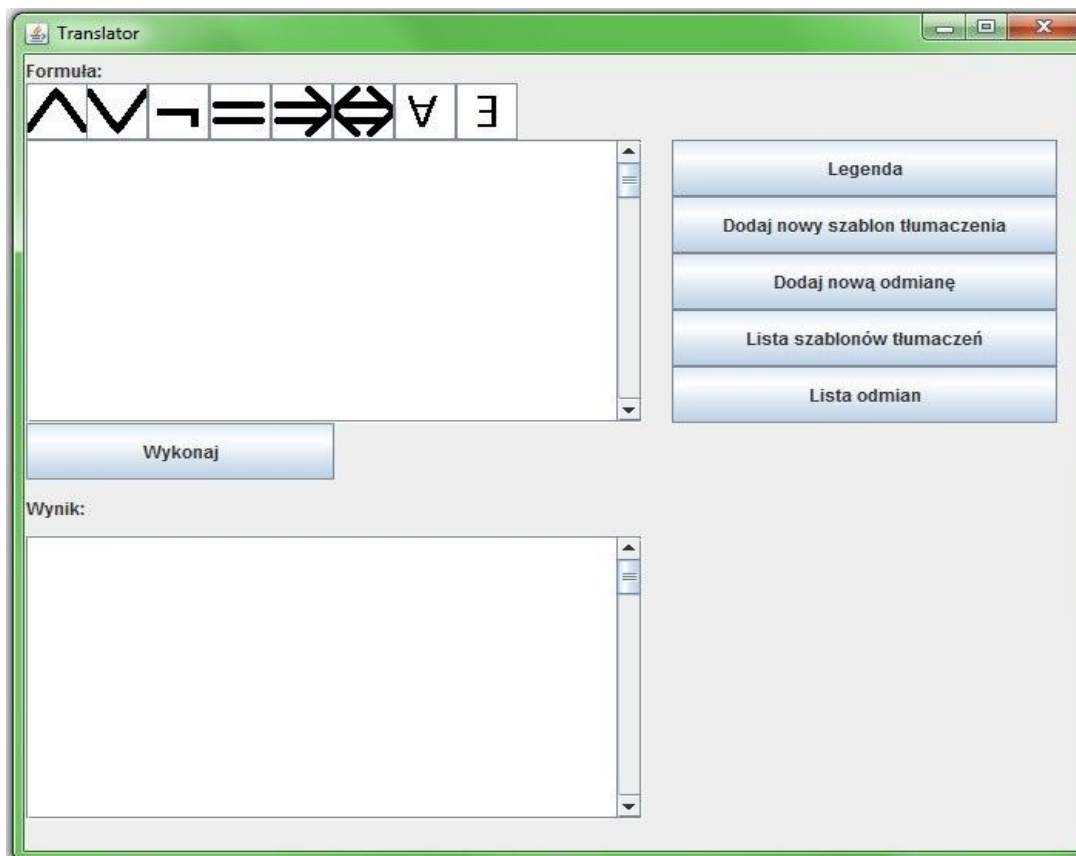 Translator
Formuła:
∧ ∨ ¬ = ⇒ ⇔ ∀ ∃
Legenda
Dodaj nowy szablon tłumaczenia
Dodaj nową odmianę
Lista szablonów tłumaczeń
Lista odmian
Wykonaj
Wynik: